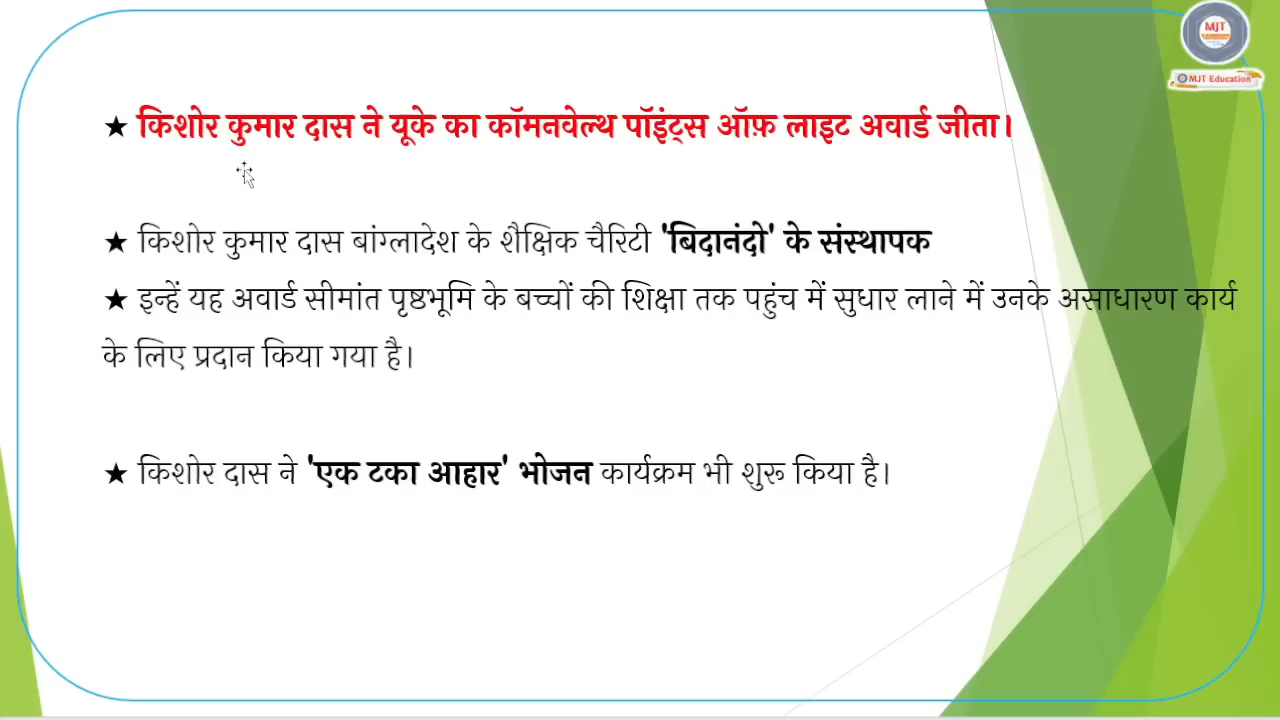 MJT
MJT Education
★ किशोर कुमार दास ने यूके का कॉमनवेल्थ पॉइंट्स ऑफ़ लाइट अवार्ड जीता।
★ किशोर कुमार दास बांग्लादेश के शैक्षिक चैरिटी 'बिदानंदो' के संस्थापक
★ इन्हें यह अवार्ड सीमांत पृष्ठभूमि के बच्चों की शिक्षा तक पहुंच में सुधार लाने में उनके असाधारण कार्य
के लिए प्रदान किया गया है।
★ किशोर दास ने 'एक टका आहार' भोजन कार्यक्रम भी शुरू किया है।